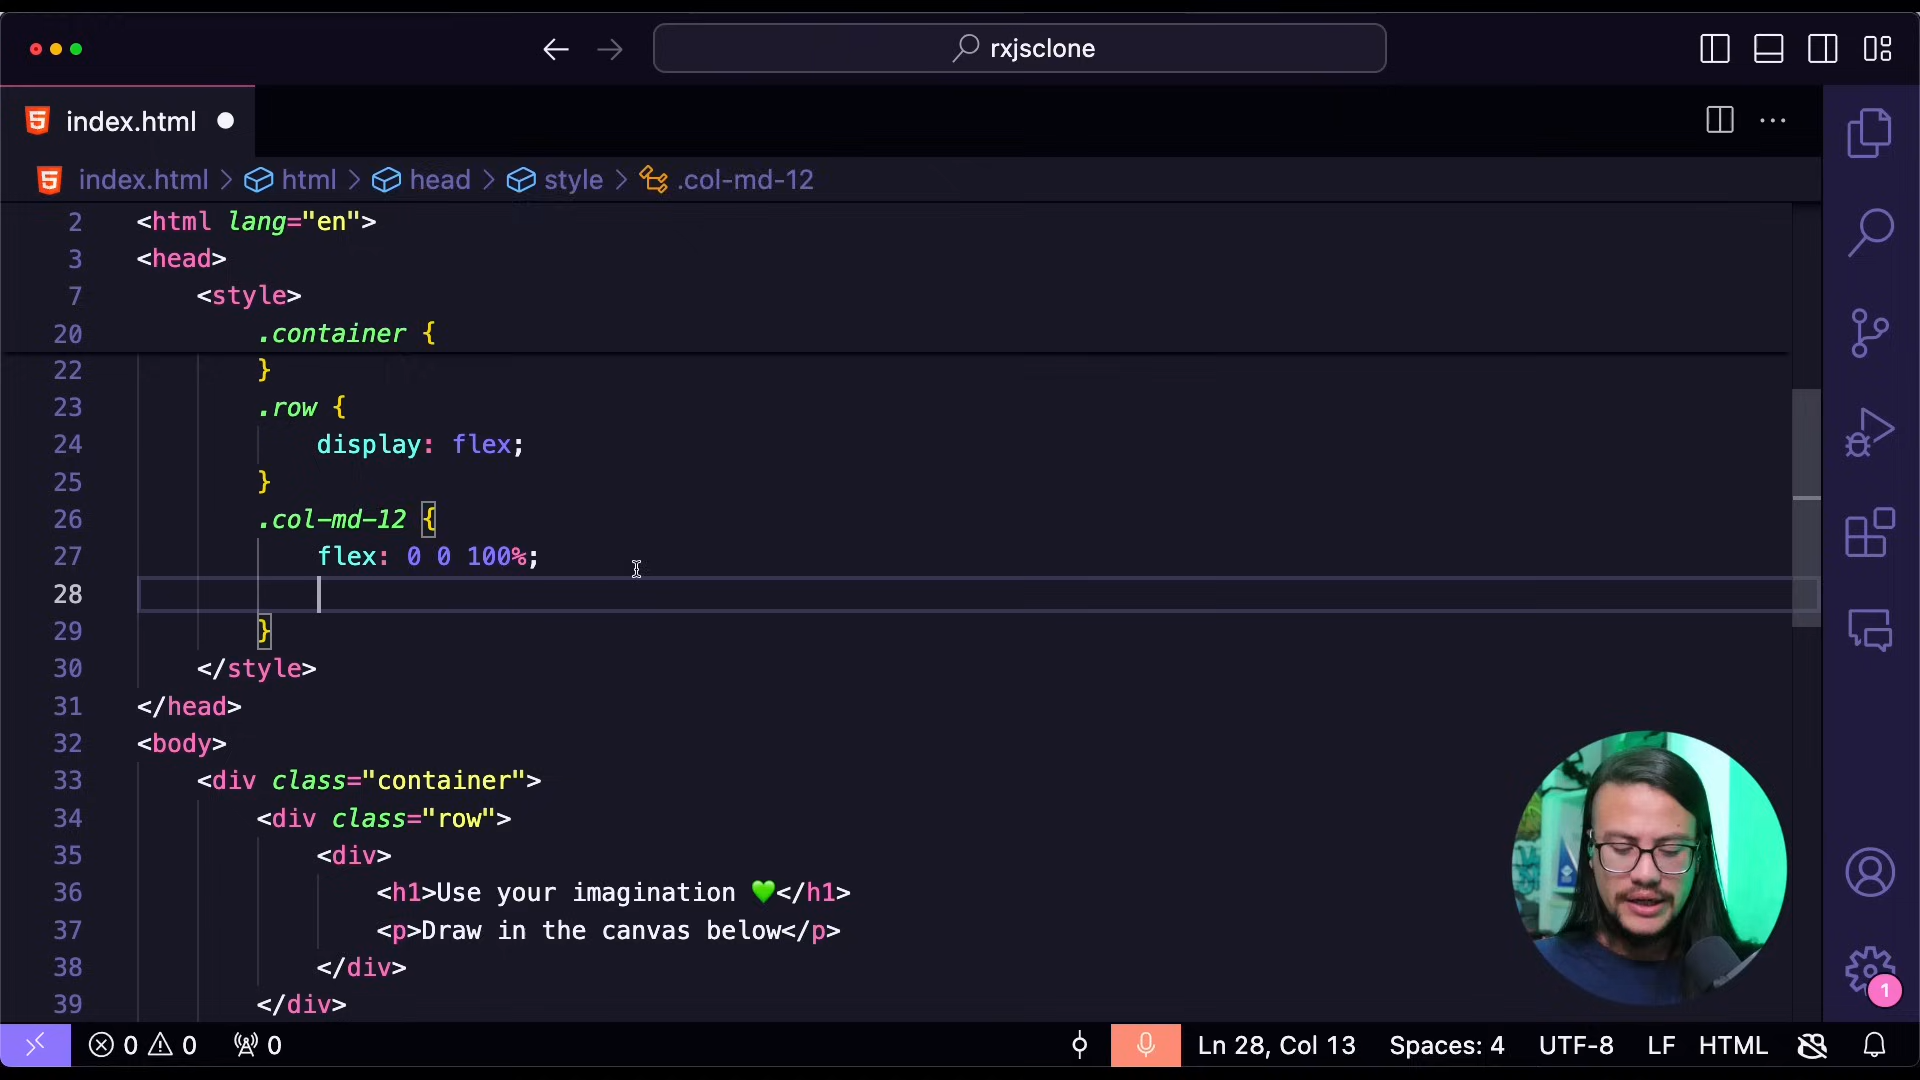 rxjsclone
index.html
index.html > html > head > style > .col-md-12
2 <html lang="en">
3 <head>
7 <style>
20 .container {
22 }
23 .row {
24 display: flex;
25 }
26 .col-md-12 {
27 flex: 0 0 100%;
28
29 }
30 </style>
31 </head>
32 <body>
33 <div class="container">
34 <div class="row">
35 <div>
36 <h1>Use your imagination 💚</h1>
37 <p>Draw in the canvas below</p>
38 </div>
39 </div>
1
0 0 0 Ln 28, Col 13 Spaces: 4 UTF-8 LF HTML